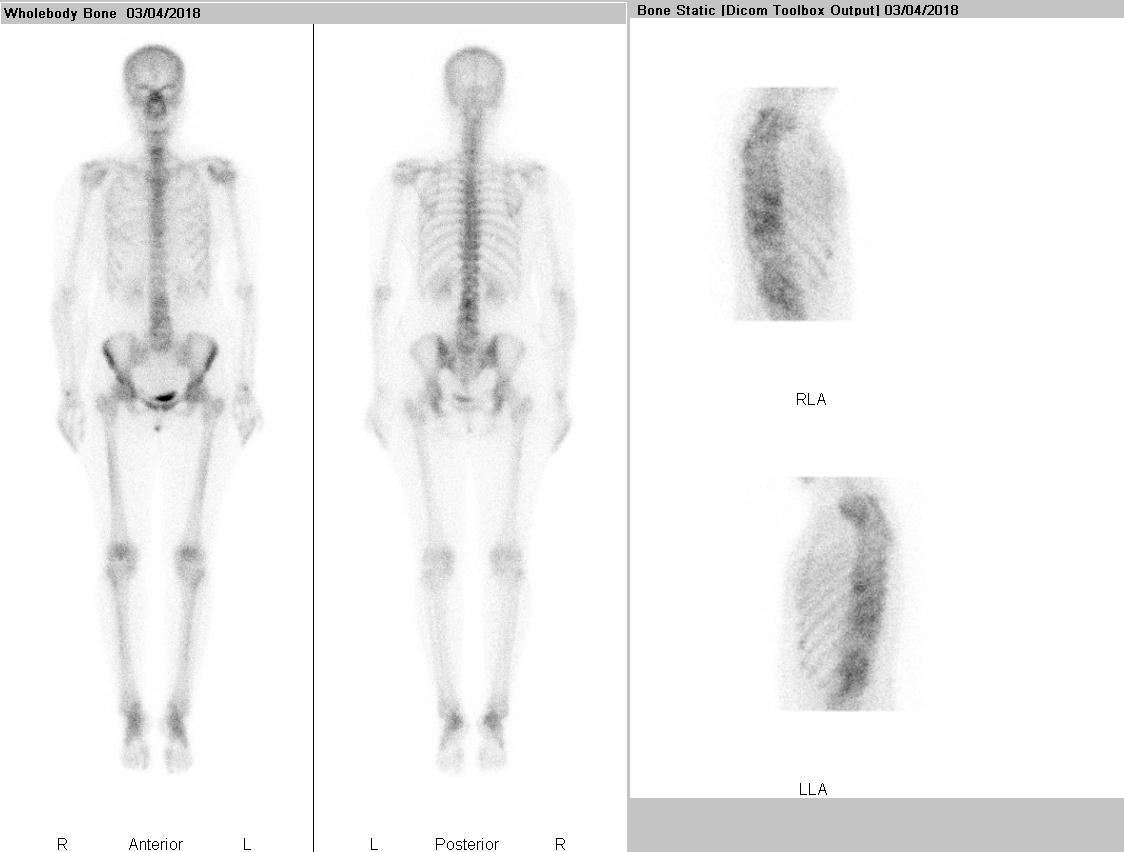 Wholebody Bone 03/04/2018
Bone Static [Dicom Toolbox Output] 03/04/2018
RLA
LLA
R Anterior L
L Posterior R